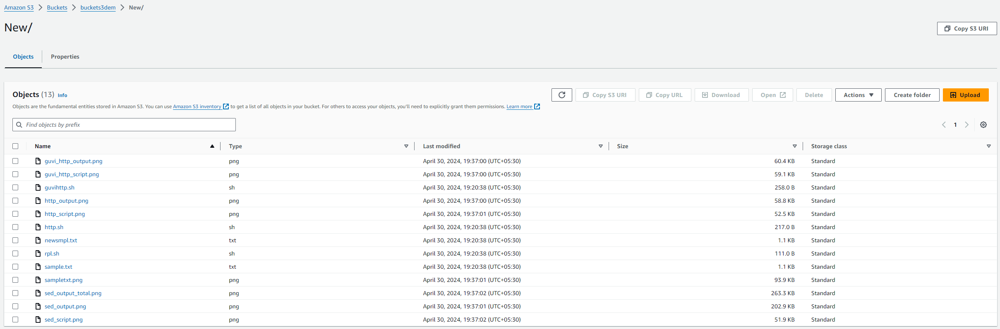 Amazon S3 > Buckets > buckets3dem > New/
New/
Copy S3 URI
Objects Properties
Objects (13) Info
Copy S3 URI Copy URL Download Open Delete Actions Create folder Upload
Objects are the fundamental entities stored in Amazon S3. You can use Amazon S3 inventory to get a list of all objects in your bucket. For others to access your objects, you'll need to explicitly grant them permissions. Learn more
Find objects by prefix
1
Name Type Last modified Size Storage class
guvi_http_output.png png April 30, 2024, 19:37:00 (UTC+05:30) 60.4 KB Standard
guvi_http_script.png png April 30, 2024, 19:37:00 (UTC+05:30) 59.1 KB Standard
guvihttp.sh sh April 30, 2024, 19:20:38 (UTC+05:30) 258.0 B Standard
http_output.png png April 30, 2024, 19:37:00 (UTC+05:30) 58.8 KB Standard
http_script.png png April 30, 2024, 19:37:01 (UTC+05:30) 52.5 KB Standard
http.sh sh April 30, 2024, 19:20:38 (UTC+05:30) 217.0 B Standard
newsmpl.txt txt April 30, 2024, 19:20:38 (UTC+05:30) 1.1 KB Standard
rpl.sh sh April 30, 2024, 19:20:38 (UTC+05:30) 111.0 B Standard
sample.txt txt April 30, 2024, 19:20:38 (UTC+05:30) 1.1 KB Standard
sampletxt.png png April 30, 2024, 19:37:01 (UTC+05:30) 93.9 KB Standard
sed_output_total.png png April 30, 2024, 19:37:02 (UTC+05:30) 263.3 KB Standard
sed_output.png png April 30, 2024, 19:37:01 (UTC+05:30) 202.9 KB Standard
sed_script.png png April 30, 2024, 19:37:02 (UTC+05:30) 51.9 KB Standard